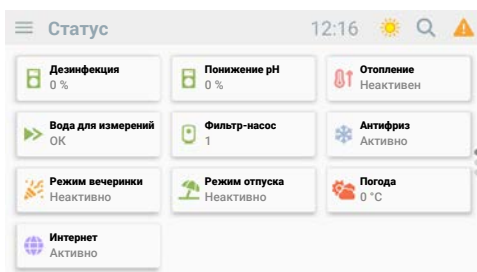 Статус 12:16
Дезинфекция
0 %
Понижение pH
0 %
Отопление
Неактивен
Вода для измерений
ОК
Фильтр-насос
1
Антифриз
Активно
Режим вечеринки
Неактивно
Режим отпуска
Неактивно
Погода
0 °C
Интернет
Активно